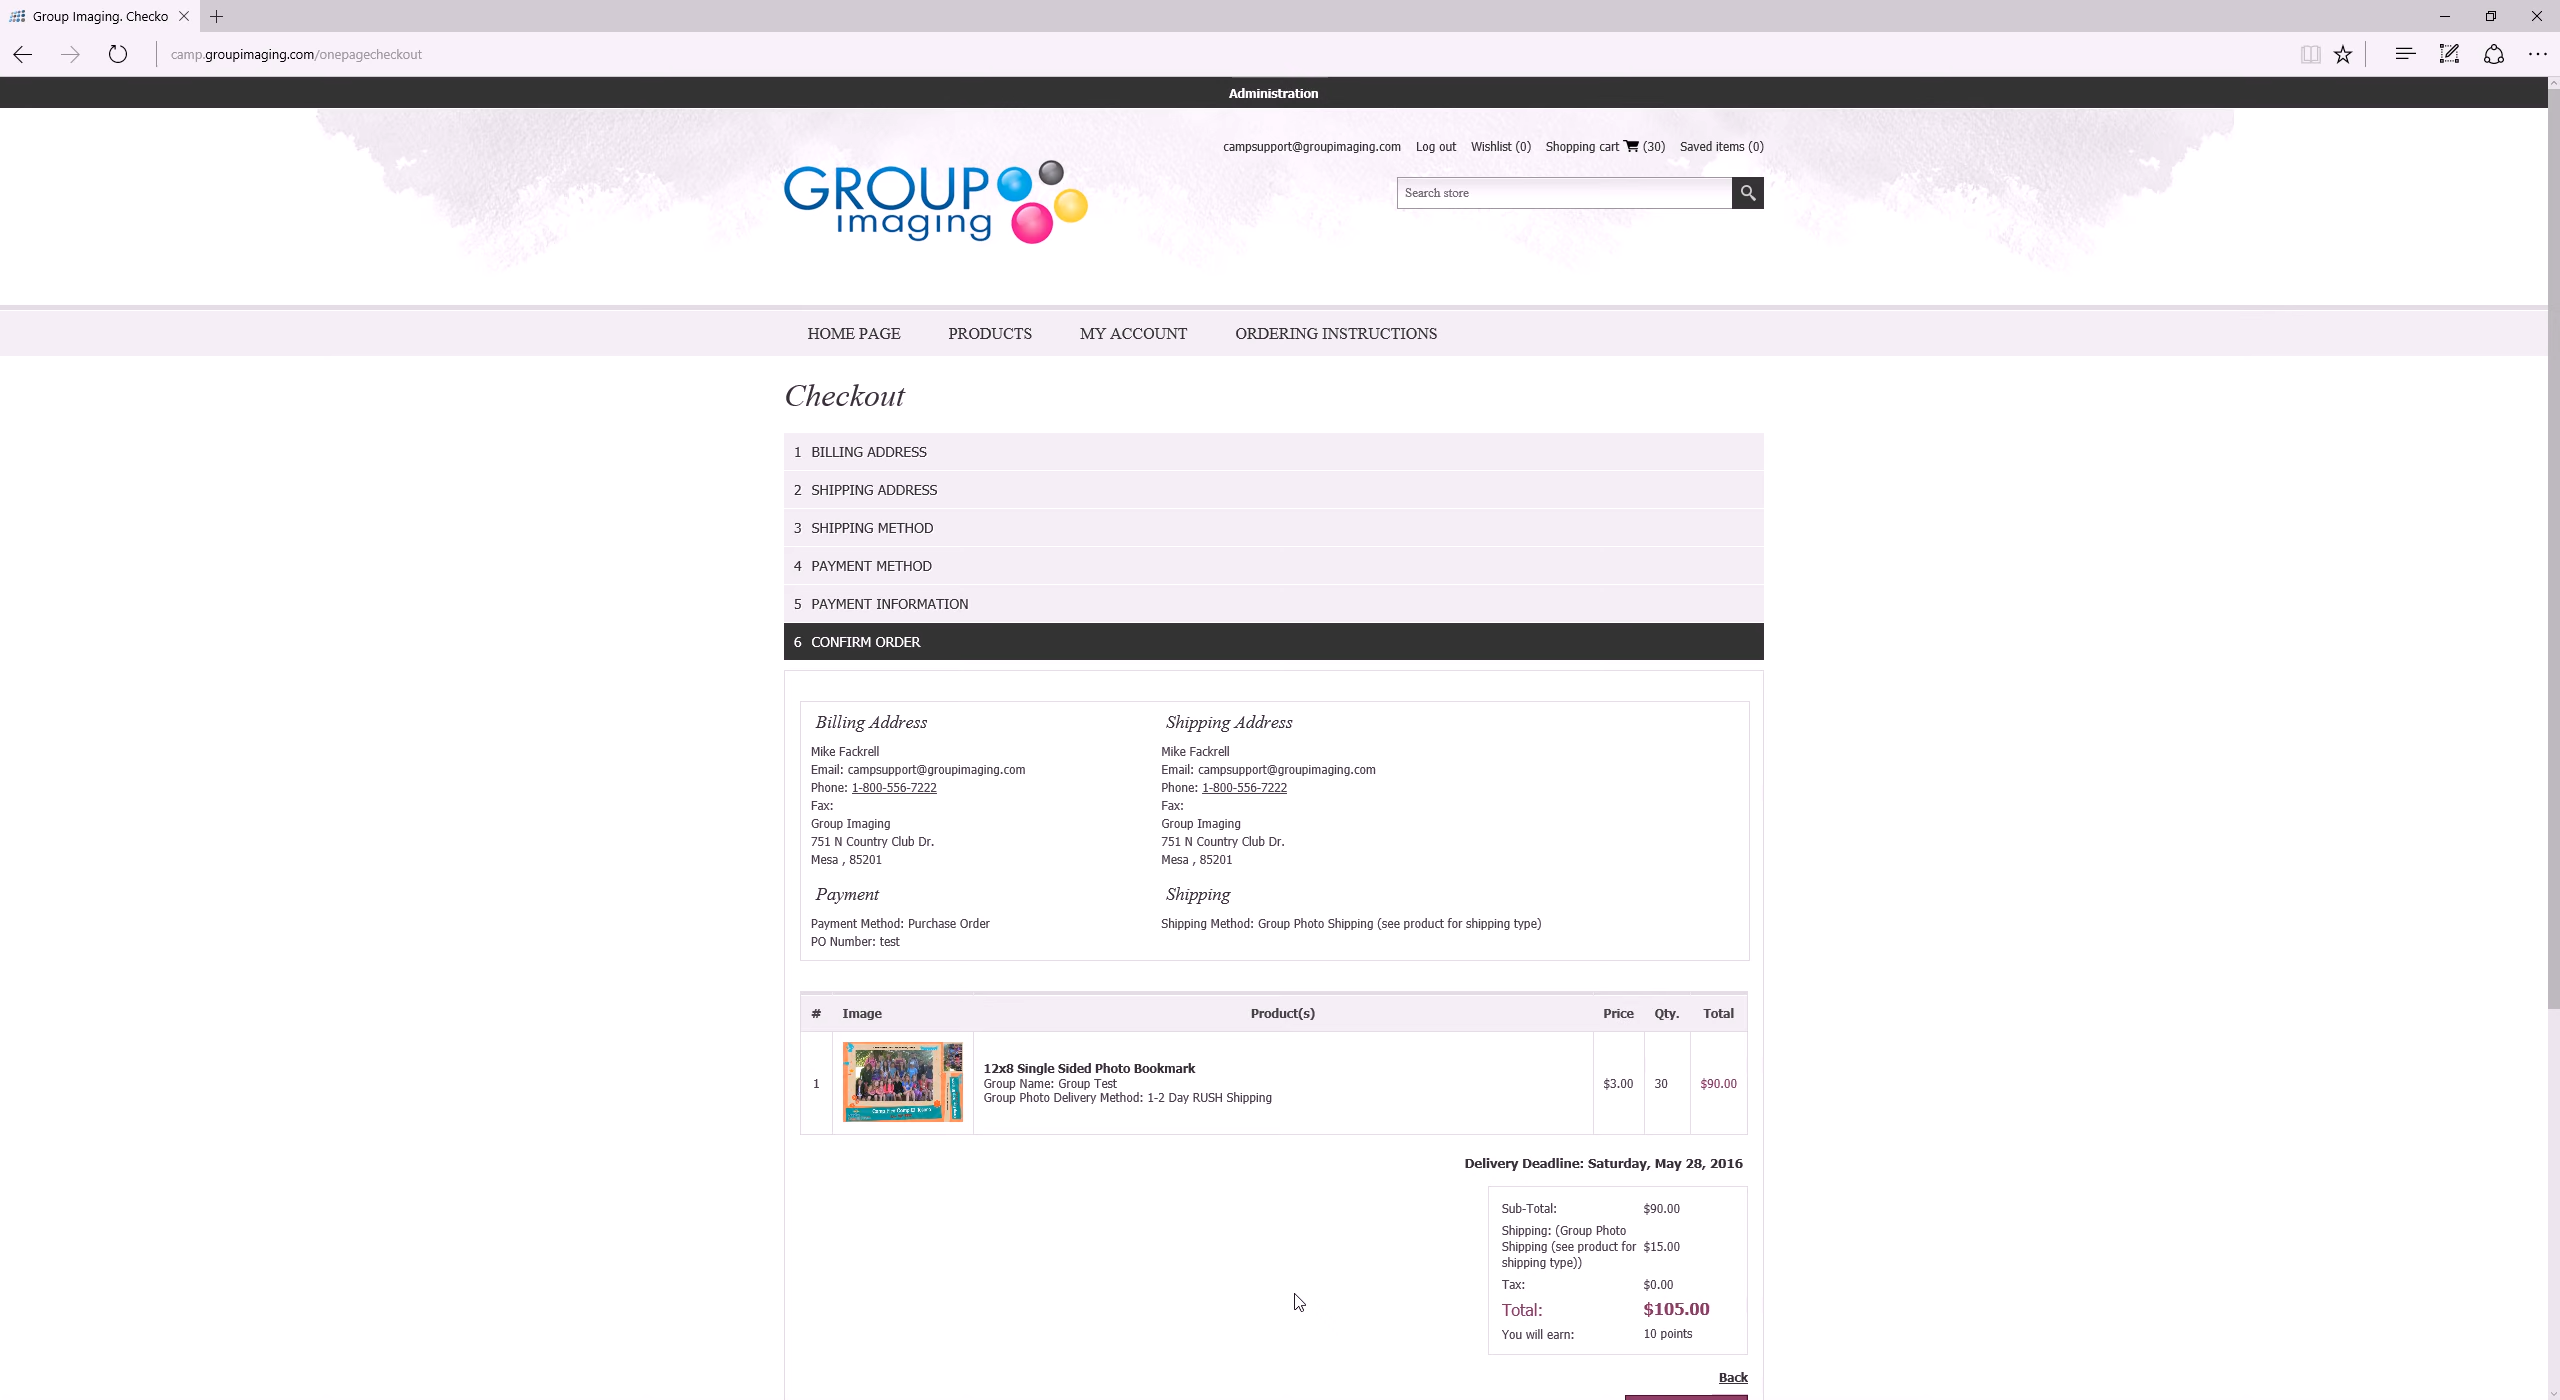 Group Imaging. Checko
camp.groupimaging.com/onepagecheckout
Administration
campsupport@groupimaging.com Log out Wishlist (0) Shopping cart (30) Saved items (0)
GROUP
imaging
Search store
HOME PAGE PRODUCTS MY ACCOUNT ORDERING INSTRUCTIONS
Checkout
1 BILLING ADDRESS
2 SHIPPING ADDRESS
3 SHIPPING METHOD
4 PAYMENT METHOD
5 PAYMENT INFORMATION
6 CONFIRM ORDER
Billing Address
Mike Fackrell
Email: campsupport@groupimaging.com
Phone: 1-800-556-7222
Fax:
Group Imaging
751 N Country Club Dr.
Mesa , 85201
Shipping Address
Mike Fackrell
Email: campsupport@groupimaging.com
Phone: 1-800-556-7222
Fax:
Group Imaging
751 N Country Club Dr.
Mesa , 85201
Payment
Payment Method: Purchase Order
PO Number: test
Shipping
Shipping Method: Group Photo Shipping (see product for shipping type)
# Image Product(s) Price Qty. Total
1 12x8 Single Sided Photo Bookmark $3.00 30 $90.00
Group Name: Group Test
Group Photo Delivery Method: 1-2 Day RUSH Shipping
Delivery Deadline: Saturday, May 28, 2016
Sub-Total: $90.00
Shipping: (Group Photo
Shipping (see product for $15.00
shipping type))
Tax: $0.00
Total: $105.00
You will earn: 10 points
Back